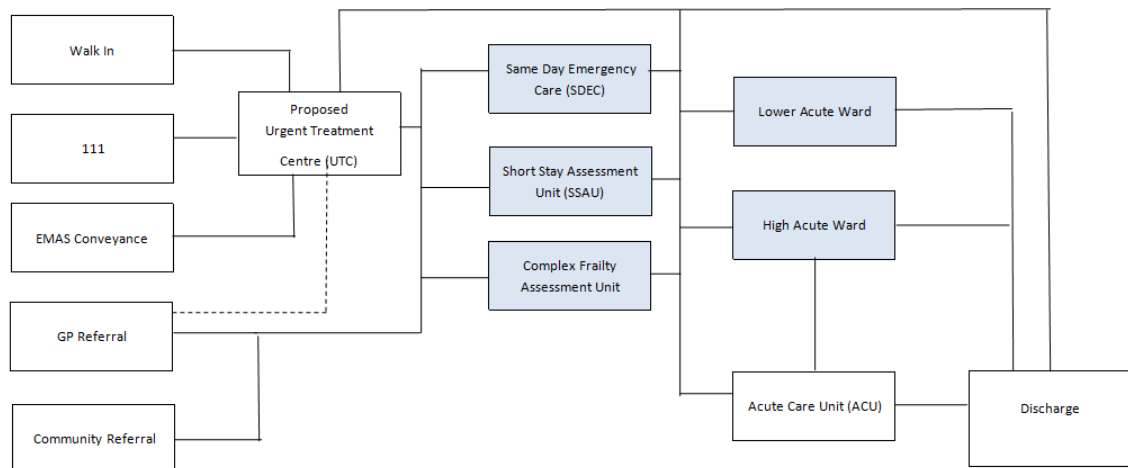 Walk In
111
EMAS Conveyance
GP Referral
Community Referral
Proposed
Urgent Treatment
Centre (UTC)
Same Day Emergency
Care (SDEC)
Short Stay Assessment
Unit (SSAU)
Complex Frailty
Assessment Unit
Lower Acute Ward
High Acute Ward
Acute Care Unit (ACU)
Discharge